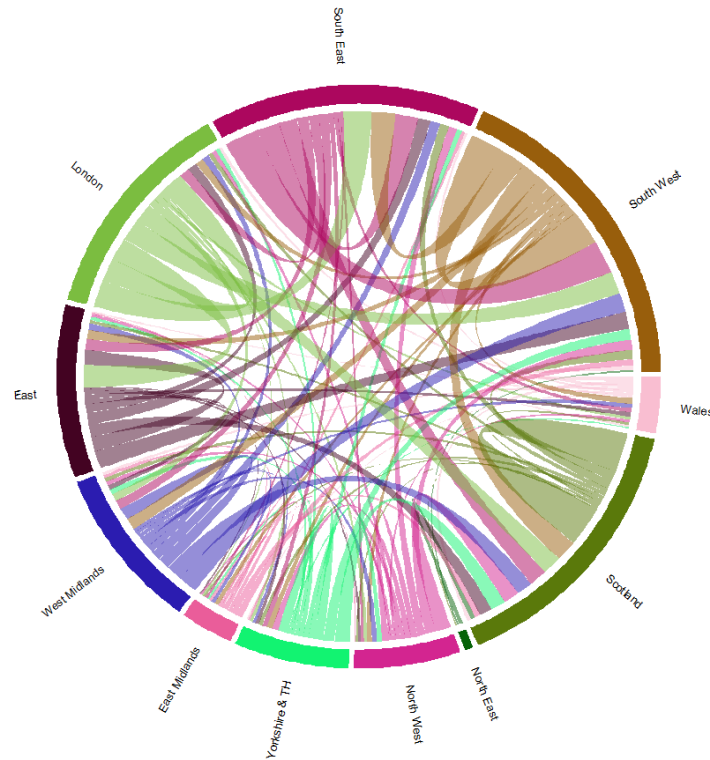 South East
South West
London
East
Wales
West Midlands
Scotland
East Midlands
Yorkshire & TH
North West
North East